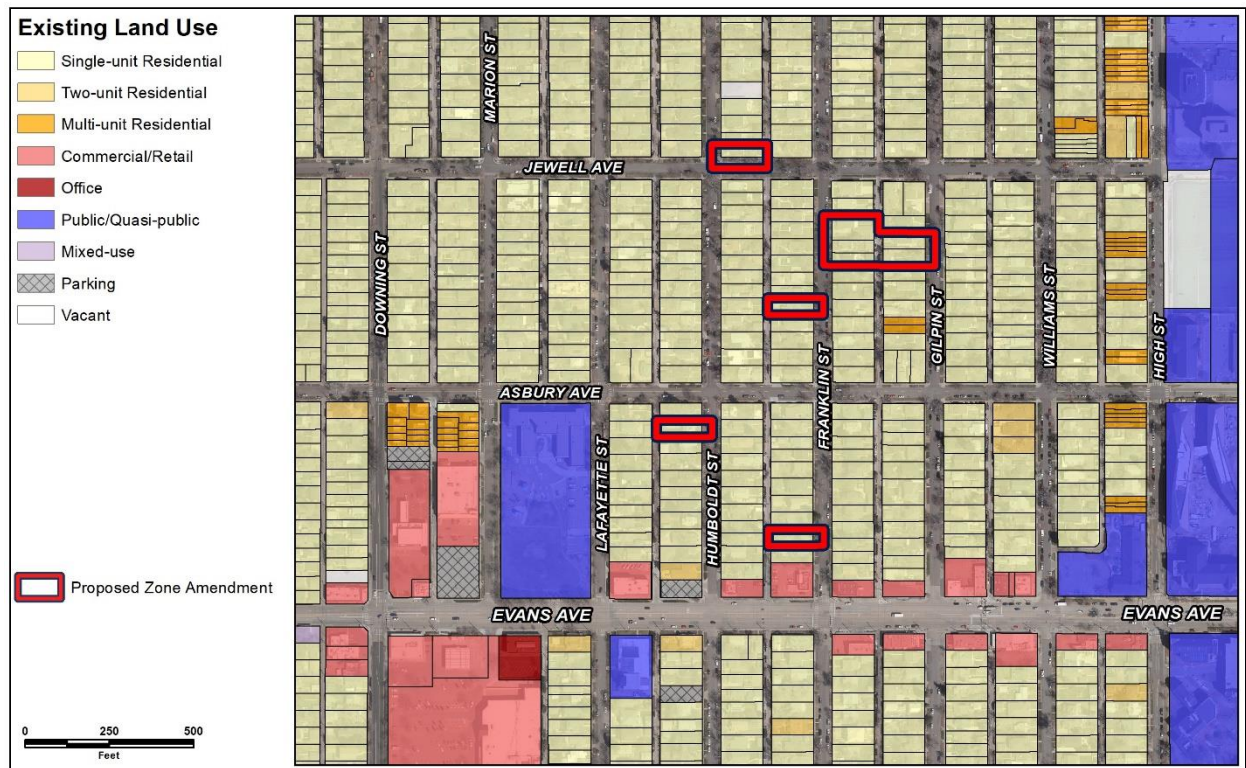 Existing Land Use
Single-unit Residential
Two-unit Residential
Multi-unit Residential
Commercial/Retail
Office
Public/Quasi-public
Mixed-use
Parking
Vacant
Proposed Zone Amendment
0 250 500
Feet
MARION ST
JEWELL AVE
DOWNING ST
GILPIN ST
WILLIAMS ST
HIGH ST
FRANKLIN ST
ASBURY AVE
LAFAYETTE ST
HUMBOLDT ST
EVANS AVE
EVANS AVE